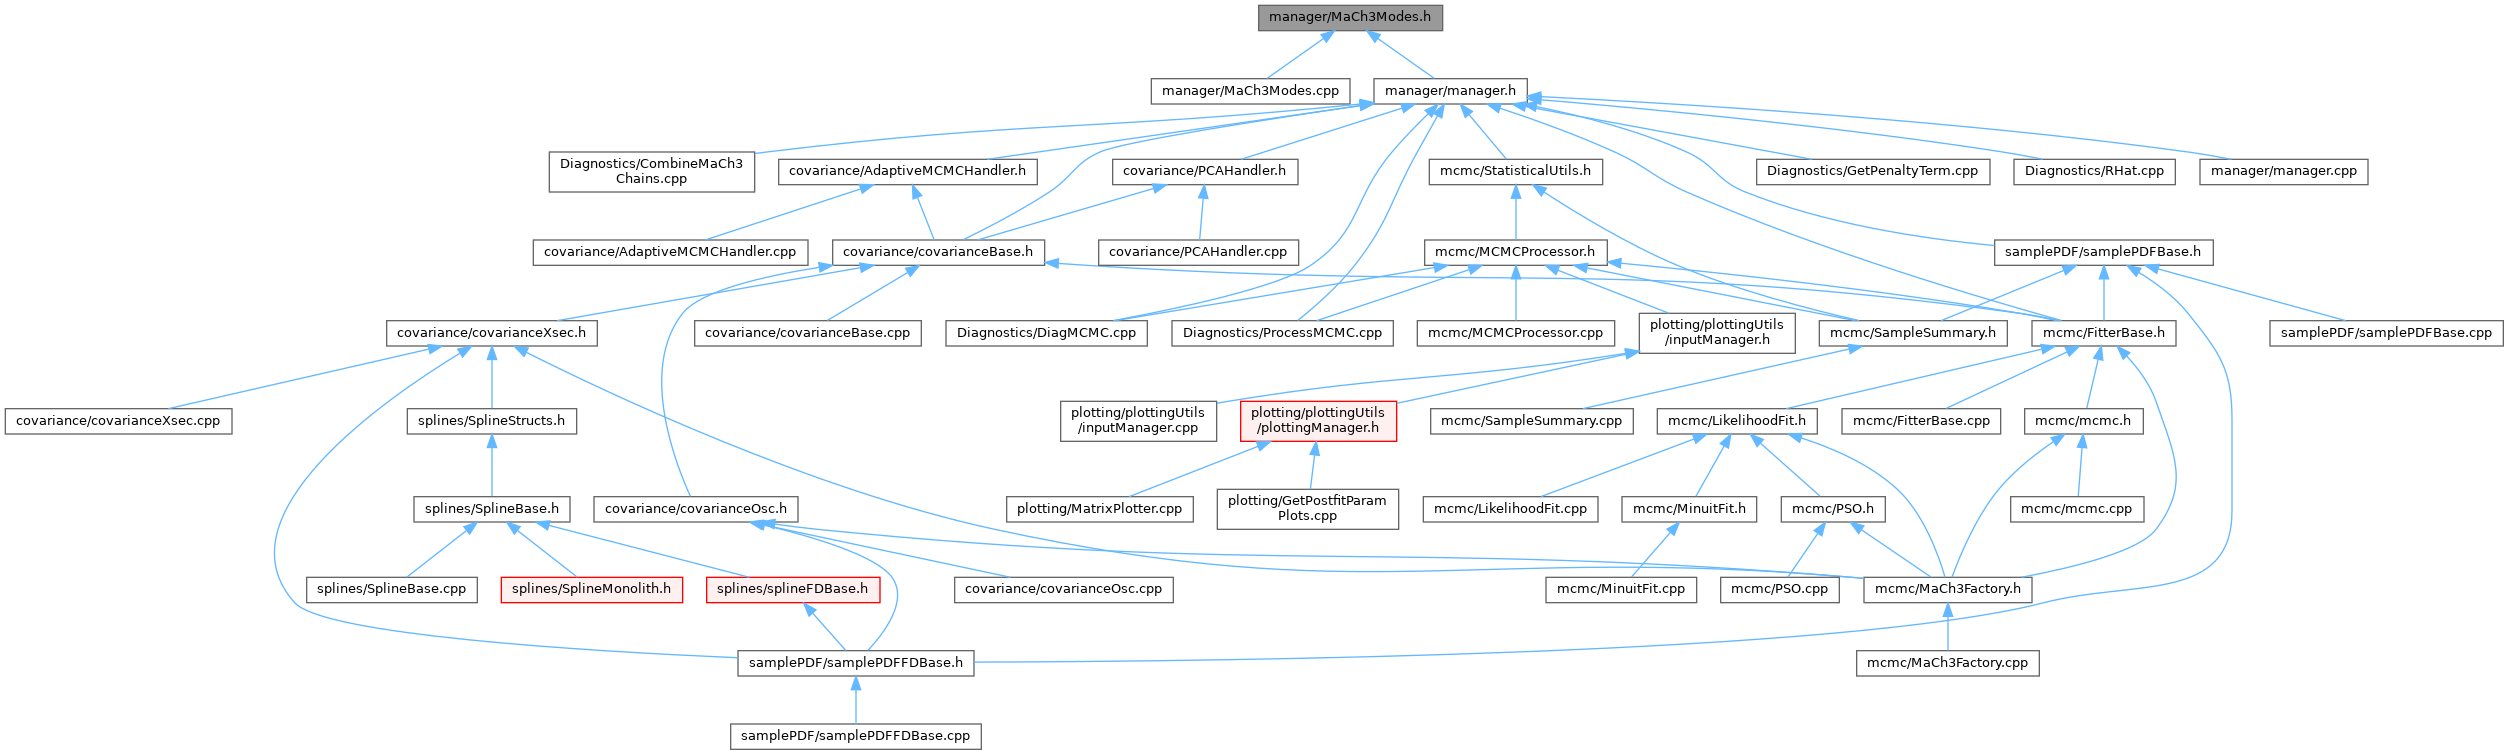 manager/MaCh3Modes.h
manager/MaCh3Modes.cpp
manager/manager.h
Diagnostics/CombineMaCh3
Chains.cpp
covariance/AdaptiveMCMCHandler.h
covariance/PCAHandler.h
mcmc/StatisticalUtils.h
Diagnostics/GetPenaltyTerm.cpp
Diagnostics/RHat.cpp
manager/manager.cpp
covariance/AdaptiveMCMCHandler.cpp
covariance/covarianceBase.h
covariance/PCAHandler.cpp
mcmc/MCMCProcessor.h
samplePDF/samplePDFBase.h
covariance/covarianceXsec.h
covariance/covarianceBase.cpp
Diagnostics/DiagMCMC.cpp
Diagnostics/ProcessMCMC.cpp
mcmc/MCMCProcessor.cpp
plotting/plottingUtils
/inputManager.h
mcmc/SampleSummary.h
mcmc/FitterBase.h
samplePDF/samplePDFBase.cpp
covariance/covarianceXsec.cpp
splines/SplineStructs.h
plotting/plottingUtils
/inputManager.cpp
plotting/plottingUtils
/plottingManager.h
mcmc/SampleSummary.cpp
mcmc/LikelihoodFit.h
mcmc/FitterBase.cpp
mcmc/mcmc.h
splines/SplineBase.h
covariance/covarianceOsc.h
plotting/MatrixPlotter.cpp
plotting/GetPostfitParam
Plots.cpp
mcmc/LikelihoodFit.cpp
mcmc/MinuitFit.h
mcmc/PSO.h
mcmc/mcmc.cpp
splines/SplineBase.cpp
splines/SplineMonolith.h
splines/splineFDBase.h
covariance/covarianceOsc.cpp
mcmc/MinuitFit.cpp
mcmc/PSO.cpp
mcmc/MaCh3Factory.h
samplePDF/samplePDFFDBase.h
mcmc/MaCh3Factory.cpp
samplePDF/samplePDFFDBase.cpp